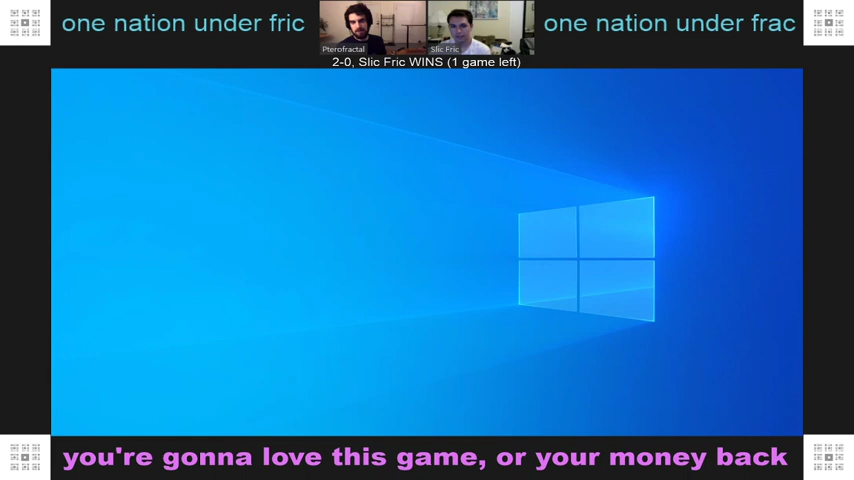 one nation under fric
one nation under frac
Pterofractal
Slic Fric
2-0, Slic Fric WINS (1 game left)
you're gonna love this game, or your money back